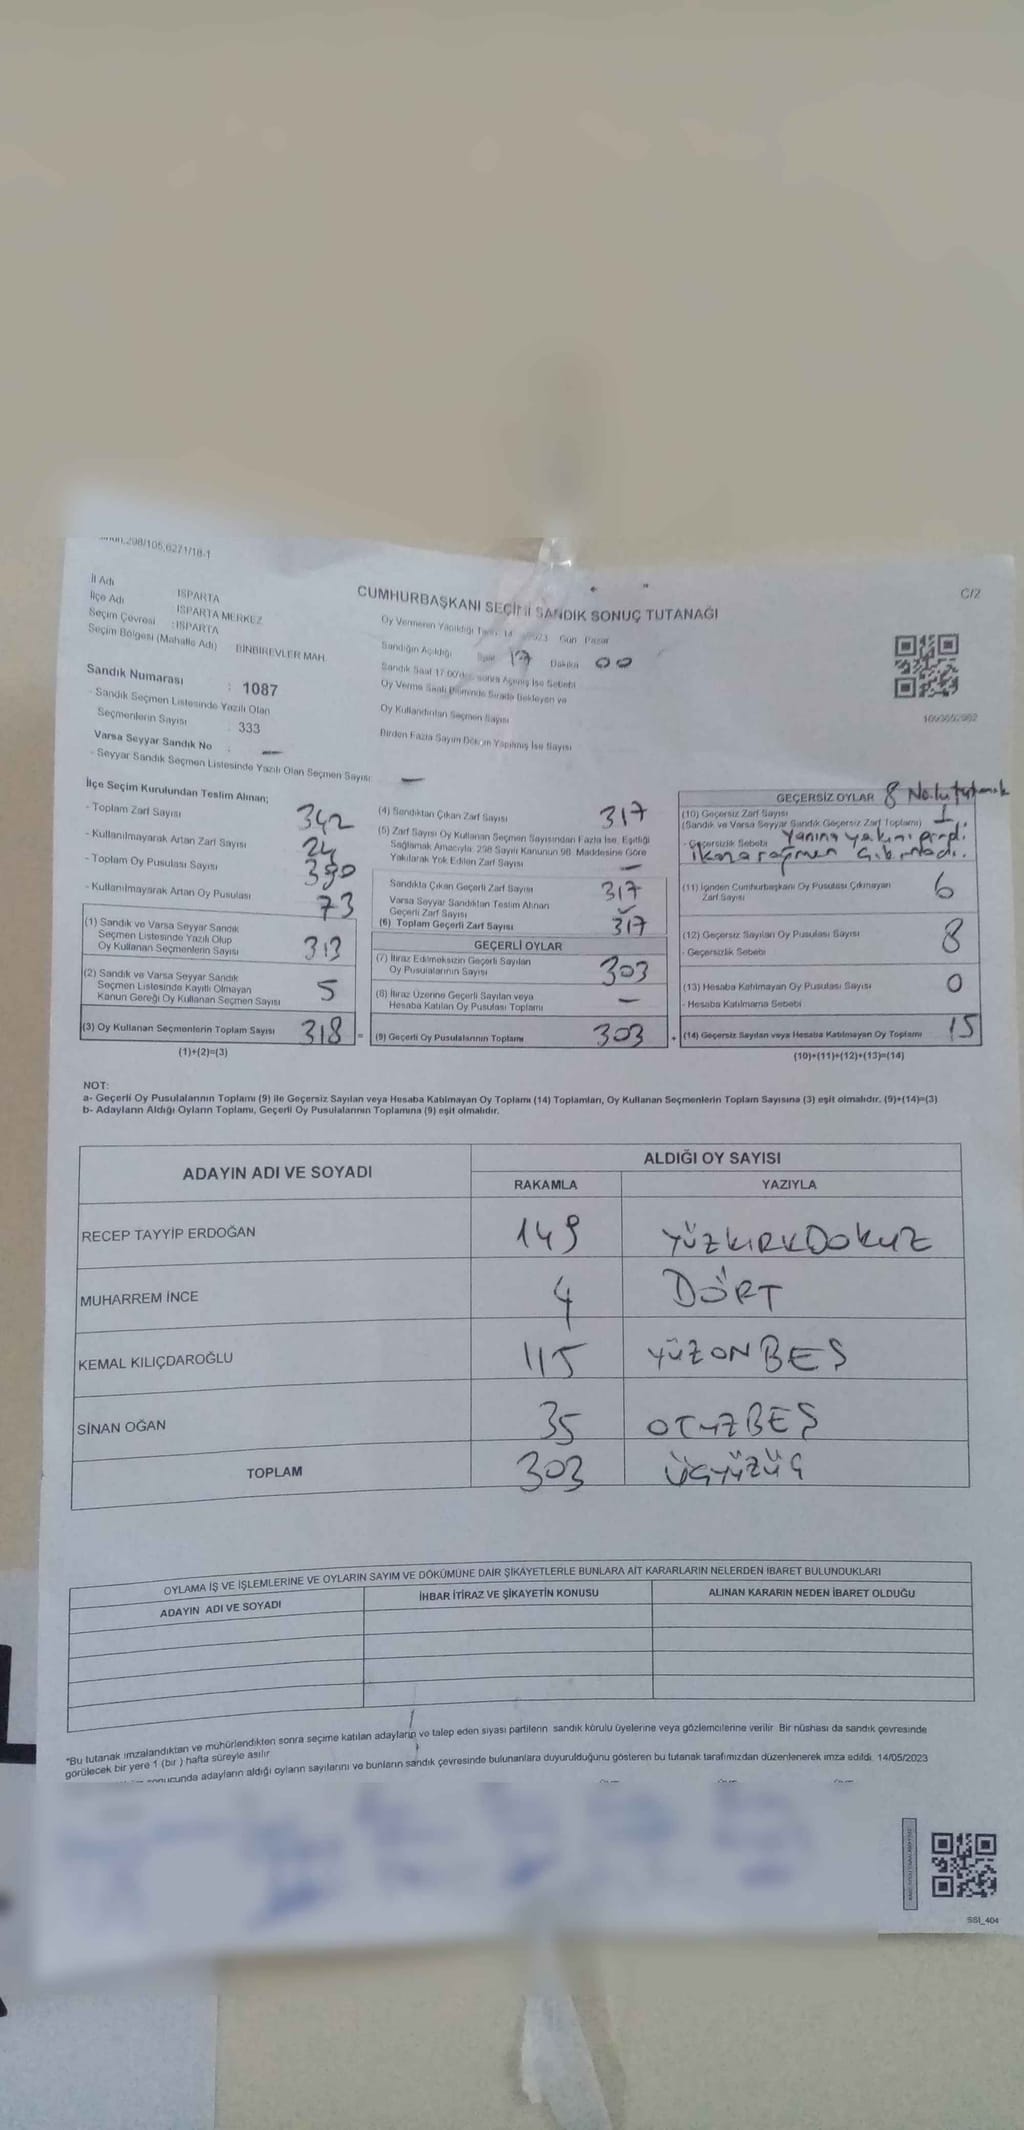 298/105,6271/18-1
C/2
İl Adı ISPARTA
İlçe Adı ISPARTA MERKEZ
Seçim Çevresi :ISPARTA
Seçim Bölgesi (Mahalle Adı) BİNBİREVLER MAH.
CUMHURBAŞKANI SEÇİMİ SANDIK SONUÇ TUTANAĞI
Oy Vermenin Yapıldığı 14 2023 Gün Pazar
Sandığın Açıldığı Saat 17 Dakika 00
Sandık Saat 17.00'den sonra Açılmış İse Sebebi
Oy Verme Saati Bitiminde Sırada Bekleyen ve
Oy Kullandırılan Seçmen Sayısı
Birden Fazla Sayım Döküm Yapılmış İse Sayısı
Sandık Numarası : 1087
- Sandık Seçmen Listesinde Yazılı Olan
Seçmenlerin Sayısı : 333
Varsa Seyyar Sandık No : —
- Seyyar Sandık Seçmen Listesinde Yazılı Olan Seçmen Sayısı: —
İlçe Seçim Kurulundan Teslim Alınan;
- Toplam Zarf Sayısı 342
- Kullanılmayarak Artan Zarf Sayısı 24
- Toplam Oy Pusulası Sayısı 390
- Kullanılmayarak Artan Oy Pusulası 73
(1) Sandık ve Varsa Seyyar Sandık
Seçmen Listesinde Yazılı Olup
Oy Kullanan Seçmenlerin Sayısı 313
(2) Sandık ve Varsa Seyyar Sandık
Seçmen Listesinde Kayıtlı Olmayan
Kanun Gereği Oy Kullanan Seçmen Sayısı 5
(3) Oy Kullanan Seçmenlerin Toplam Sayısı 318 =
(1)+(2)=(3)
(4) Sandıktan Çıkan Zarf Sayısı 317
(5) Zarf Sayısı Oy Kullanan Seçmen Sayısından Fazla İse, Eşitliği
Sağlamak Amacıyla, 298 Sayılı Kanunun 98. Maddesine Göre
Yakılarak Yok Edilen Zarf Sayısı —
Sandıkta Çıkan Geçerli Zarf Sayısı 317
Varsa Seyyar Sandıktan Teslim Alınan
Geçerli Zarf Sayısı
(6) Toplam Geçerli Zarf Sayısı 317
GEÇERLİ OYLAR
(7) İtiraz Edilmeksizin Geçerli Sayılan
Oy Pusulalarının Sayısı 303
(8) İtiraz Üzerine Geçerli Sayılan veya
Hesaba Katılan Oy Pusulası Toplamı —
(9) Geçerli Oy Pusulalarının Toplamı 303 +
GEÇERSİZ OYLAR 8 No.lu tutanak
(10) Geçersiz Zarf Sayısı
(Sandık ve Varsa Seyyar Sandık Geçersiz Zarf Toplamı) 1
- Geçersizlik Sebebi Yanına yakını
(11) İçinden Cumhurbaşkanı Oy Pusulası Çıkmayan
Zarf Sayısı 6
(12) Geçersiz Sayılan Oy Pusulası Sayısı 8
- Geçersizlik Sebebi
(13) Hesaba Katılmayan Oy Pusulası Sayısı 0
- Hesaba Katılmama Sebebi
(14) Geçersiz Sayılan veya Hesaba Katılmayan Oy Toplamı 15
(10)+(11)+(12)+(13)=(14)
NOT:
a- Geçerli Oy Pusulalarının Toplamı (9) ile Geçersiz Sayılan veya Hesaba Katılmayan Oy Toplamı (14) Toplamları, Oy Kullanan Seçmenlerin Toplam Sayısına (3) eşit olmalıdır. (9)+(14)=(3)
b- Adayların Aldığı Oyların Toplamı, Geçerli Oy Pusulalarının Toplamına (9) eşit olmalıdır.
ADAYIN ADI VE SOYADI
ALDIĞI OY SAYISI
RAKAMLA YAZIYLA
RECEP TAYYİP ERDOĞAN 149 YÜZKIRKDOKUZ
MUHARREM İNCE 4 DÖRT
KEMAL KILIÇDAROĞLU 115 YÜZONBEŞ
SİNAN OĞAN 35 OTUZBEŞ
TOPLAM 303 ÜÇYÜZÜÇ
OYLAMA İŞ VE İŞLEMLERİNE VE OYLARIN SAYIM VE DÖKÜMÜNE DAİR ŞİKAYETLERLE BUNLARA AİT KARARLARIN NELERDEN İBARET BULUNDUKLARI
ADAYIN ADI VE SOYADI
İHBAR İTİRAZ VE ŞİKAYETİN KONUSU
ALINAN KARARIN NEDEN İBARET OLDUĞU
"Bu tutanak imzalandıktan ve mühürlendikten sonra seçime katılan adayların ve talep eden siyasi partilerin sandık kurulu üyelerine veya gözlemcilerine verilir. Bir nüshası da sandık çevresinde
görülecek bir yere 1 (bir ) hafta süreyle asılır.
sonucunda adayların aldığı oyların sayılarını ve bunların sandık çevresinde bulunanlara duyurulduğunu gösteren bu tutanak tarafımızdan düzenlenerek imza edildi. 14/05/2023
SSI_404